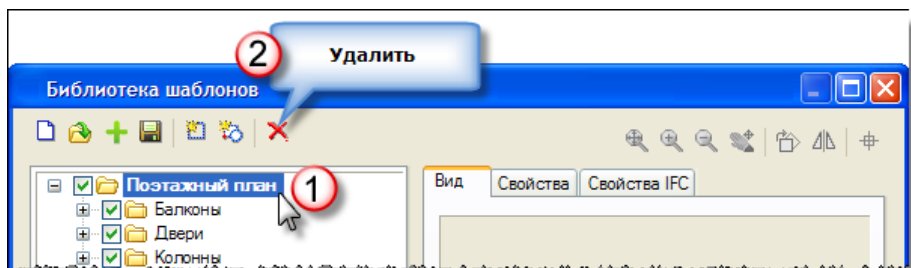 2 Удалить
Библиотека шаблонов
Поэтажный план 1
Вид Свойства Свойства IFC
Балконы
Двери
Колонны